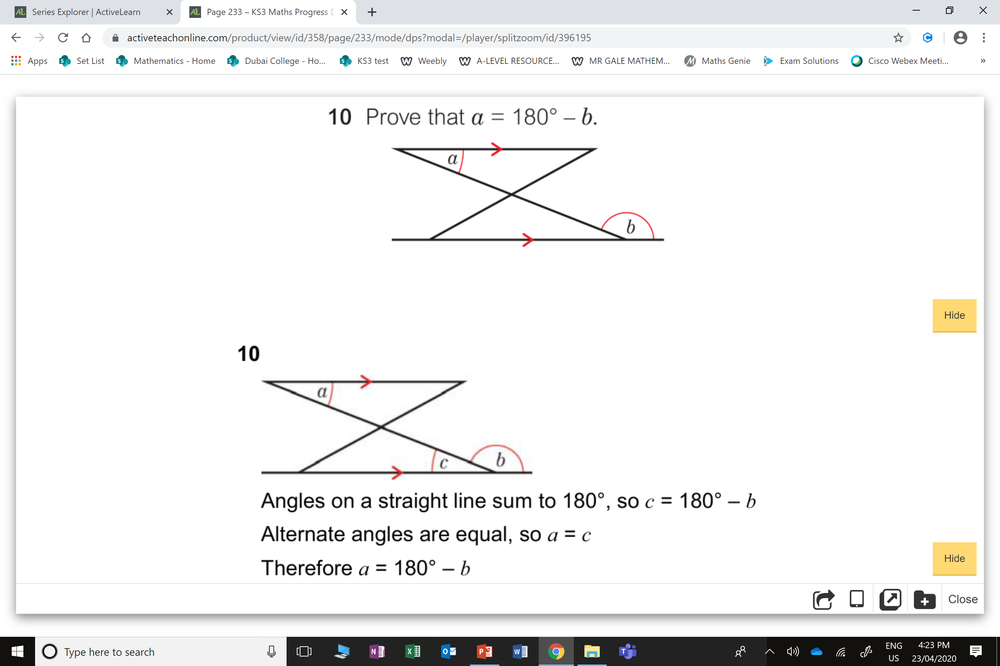 Series Explorer | ActiveLearn
Page 233 – KS3 Maths Progress
activeteachonline.com/product/view/id/358/page/233/mode/dps?modal=/player/splitzoom/id/396195
Apps Set List Mathematics - Home Dubai College - Ho... KS3 test Weebly A-LEVEL RESOURCE... MR GALE MATHEM... Maths Genie Exam Solutions Cisco Webex Meeti... »
10 Prove that a = 180° – b.
a
b
Hide
10
a
c b
Angles on a straight line sum to 180°, so c = 180° – b
Alternate angles are equal, so a = c
Therefore a = 180° – b
Hide
Close
Type here to search
ENG
US
4:23 PM
23/04/2020